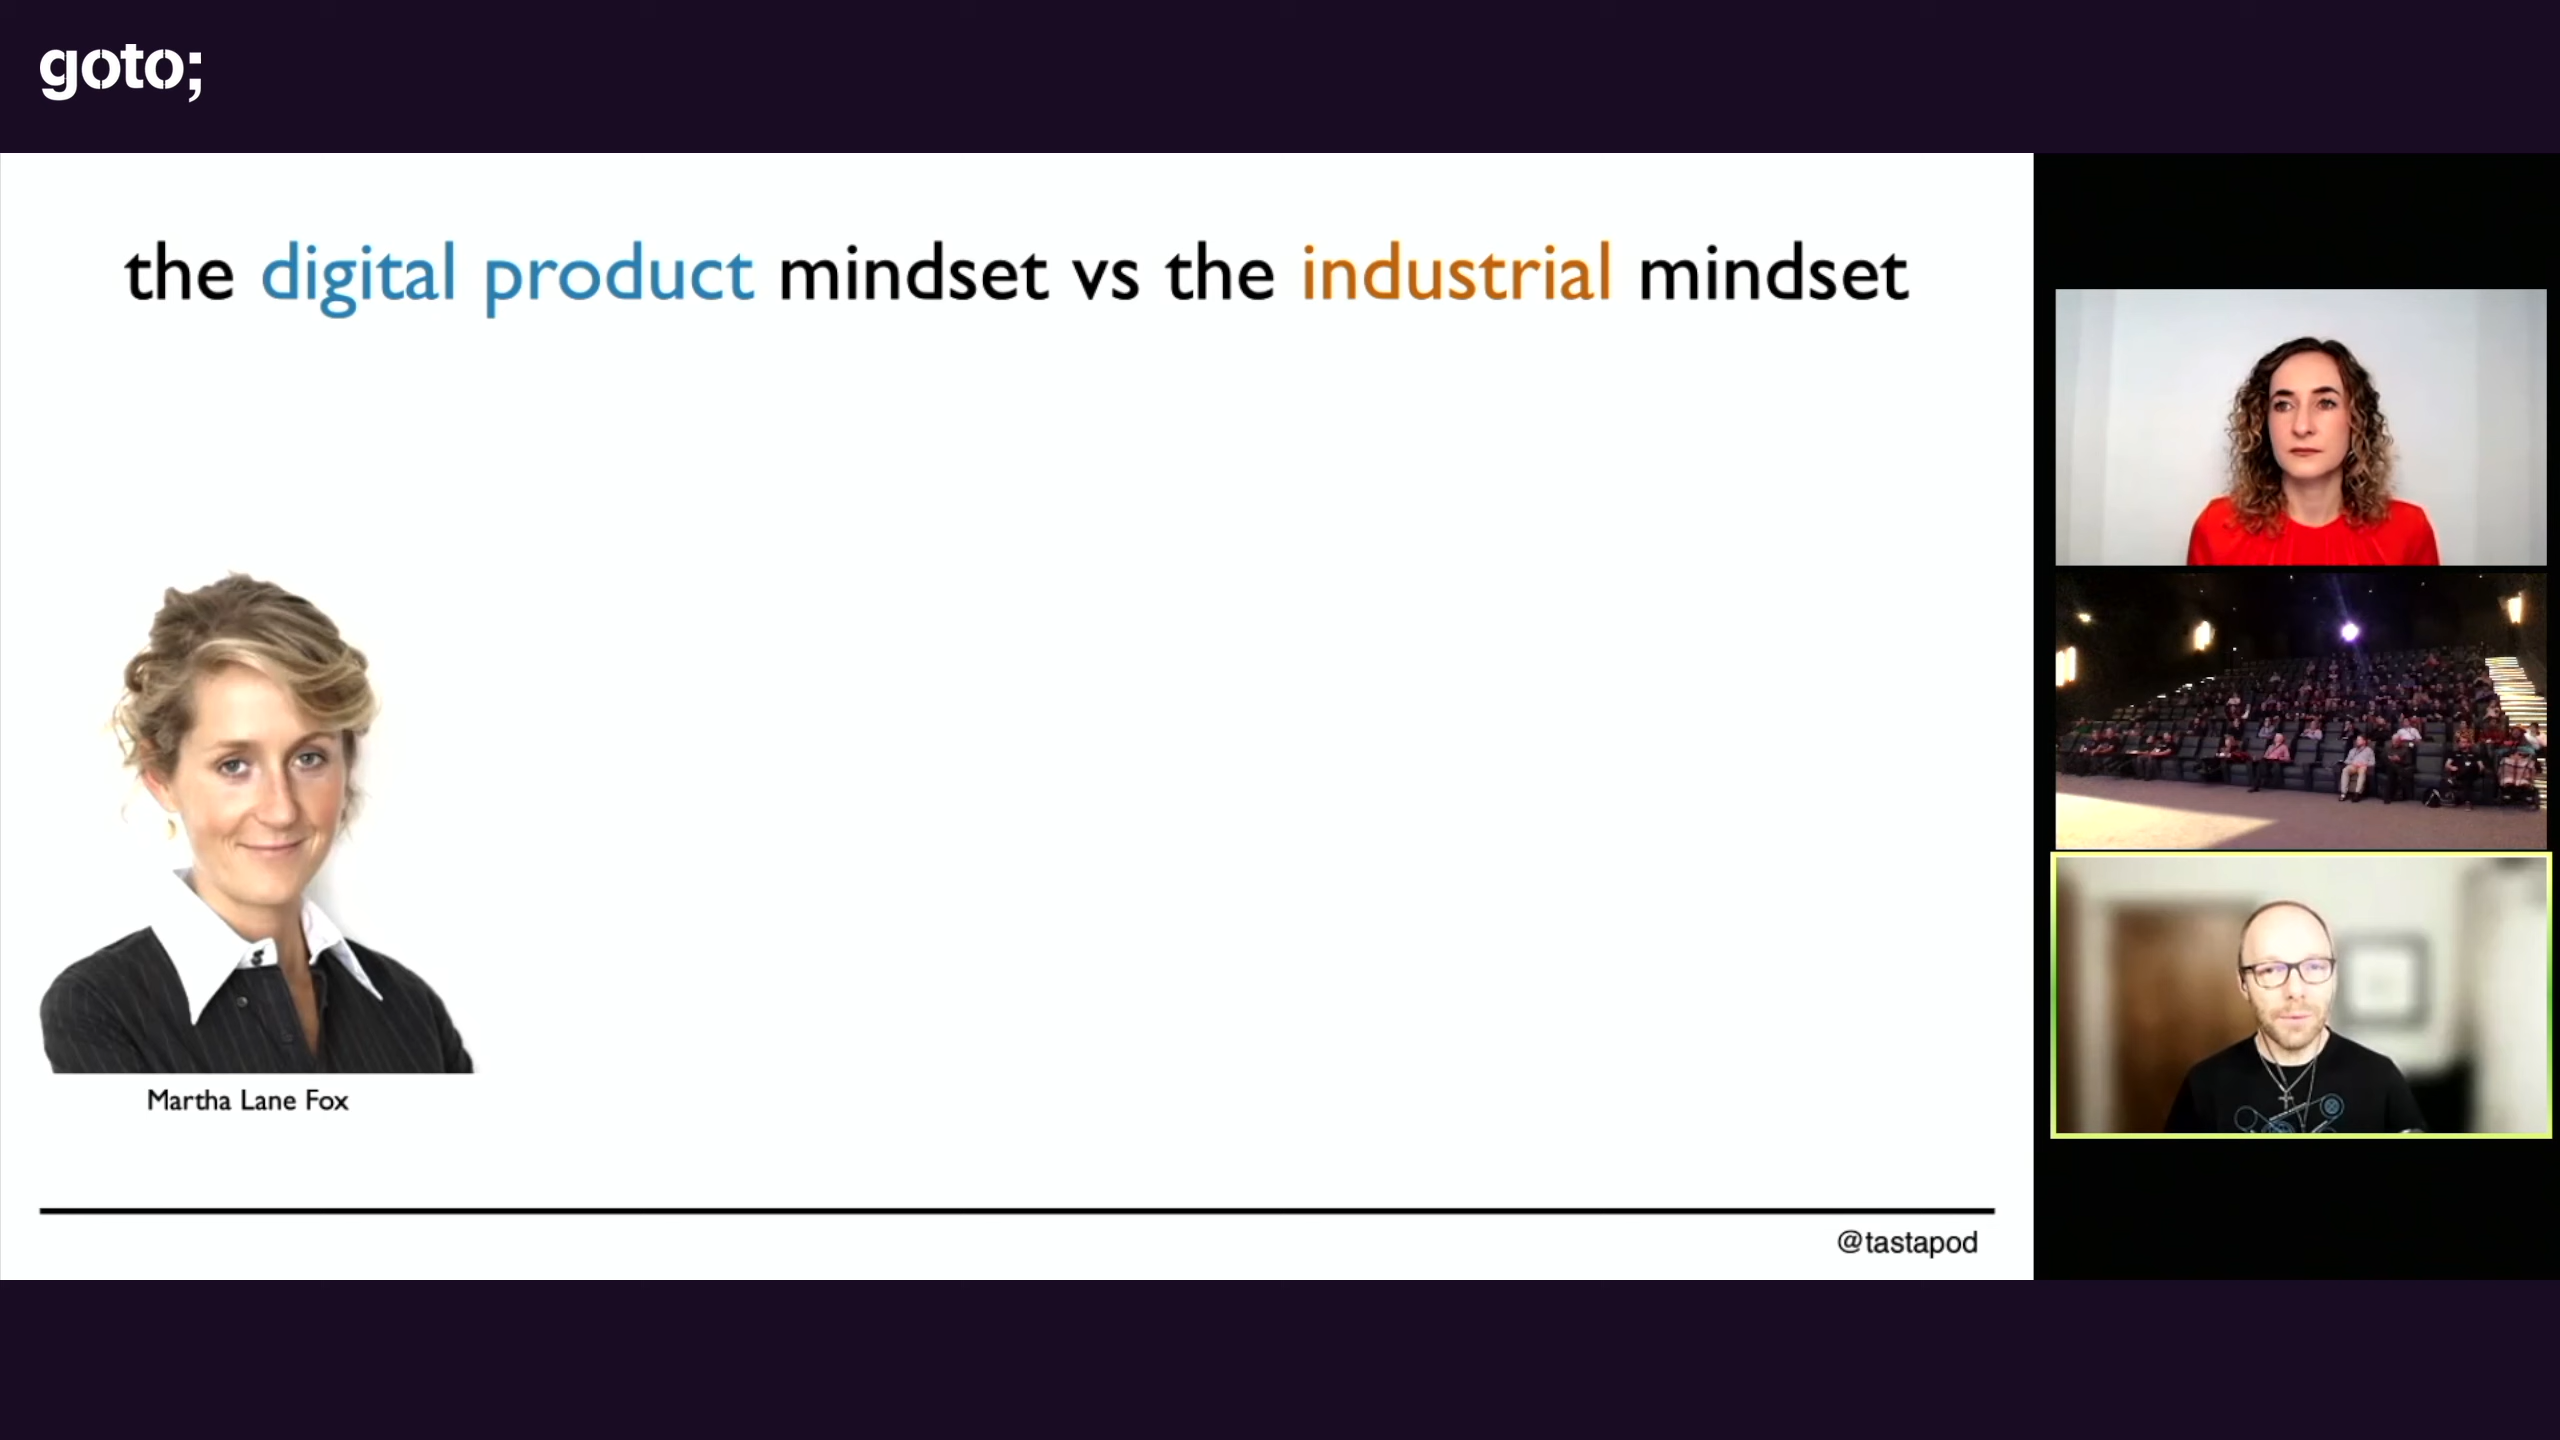 goto;
the digital product mindset vs the industrial mindset
Martha Lane Fox
@tastapod